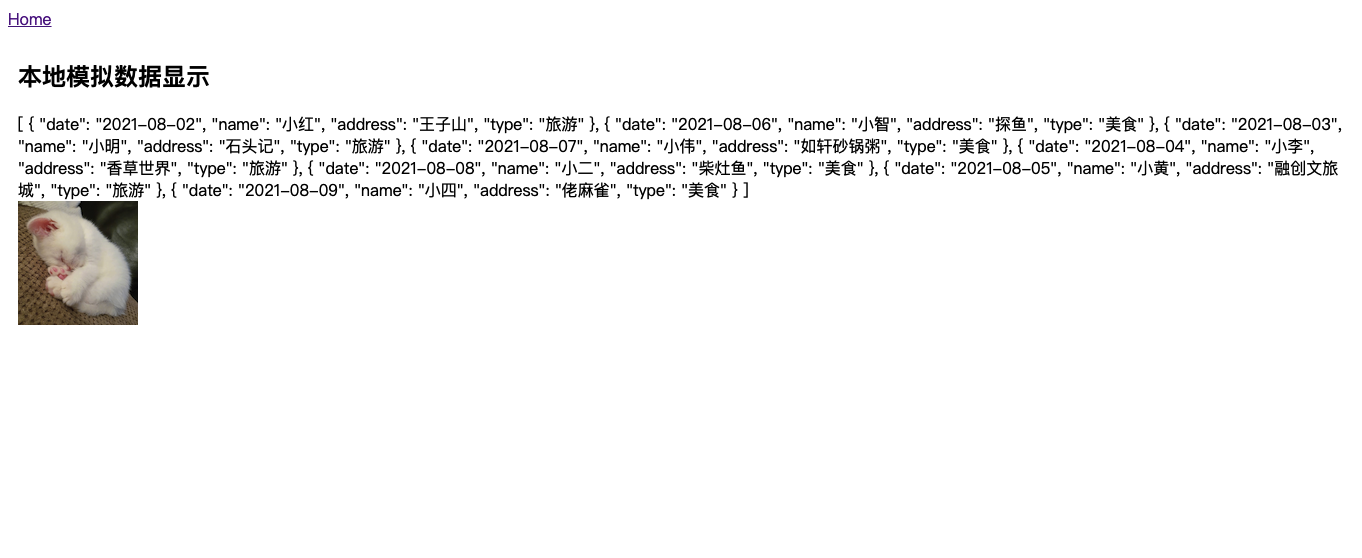 Home
本地模拟数据显示
[ { "date": "2021-08-02", "name": "小红", "address": "王子山", "type": "旅游" }, { "date": "2021-08-06", "name": "小智", "address": "探鱼", "type": "美食" }, { "date": "2021-08-03",
"name": "小明", "address": "石头记", "type": "旅游" }, { "date": "2021-08-07", "name": "小伟", "address": "如轩砂锅粥", "type": "美食" }, { "date": "2021-08-04", "name": "小李",
"address": "香草世界", "type": "旅游" }, { "date": "2021-08-08", "name": "小二", "address": "柴灶鱼", "type": "美食" }, { "date": "2021-08-05", "name": "小黄", "address": "融创文旅
城", "type": "旅游" }, { "date": "2021-08-09", "name": "小四", "address": "佬麻雀", "type": "美食" } ]